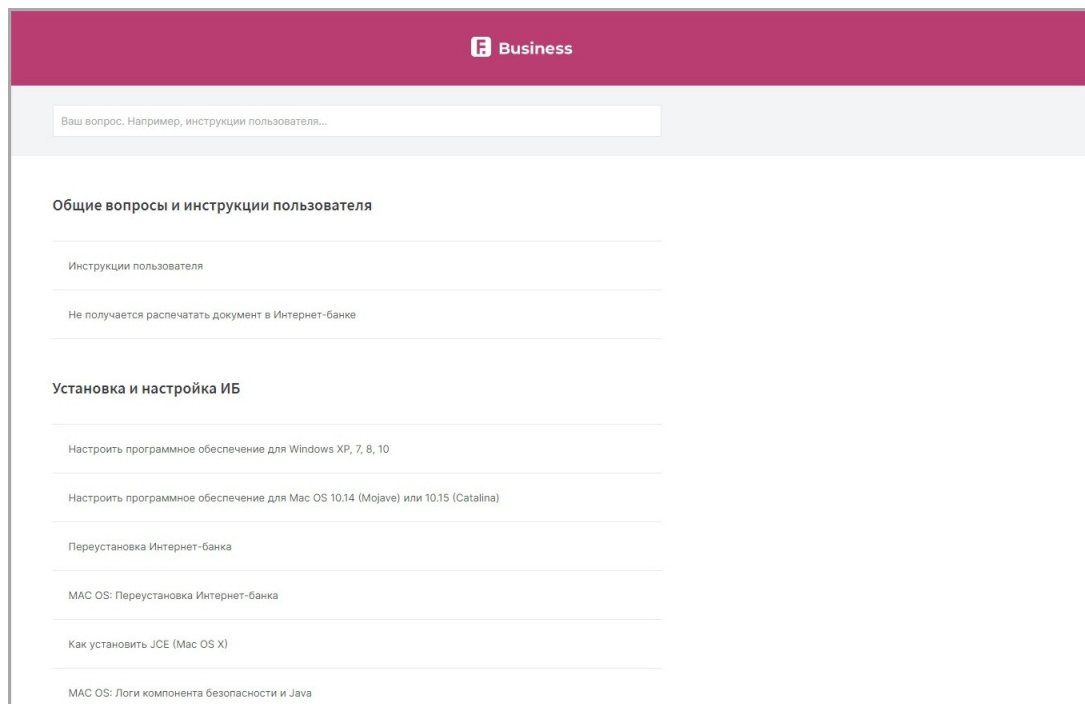 F. Business
Ваш вопрос. Например, инструкции пользователя...
Общие вопросы и инструкции пользователя
Инструкции пользователя
Не получается распечатать документ в Интернет-банке
Установка и настройка ИБ
Настроить программное обеспечение для Windows XP, 7, 8, 10
Настроить программное обеспечение для Mac OS 10.14 (Mojave) или 10.15 (Catalina)
Переустановка Интернет-банка
MAC OS: Переустановка Интернет-банка
Как установить JCE (Mac OS X)
MAC OS: Логи компонента безопасности и Java